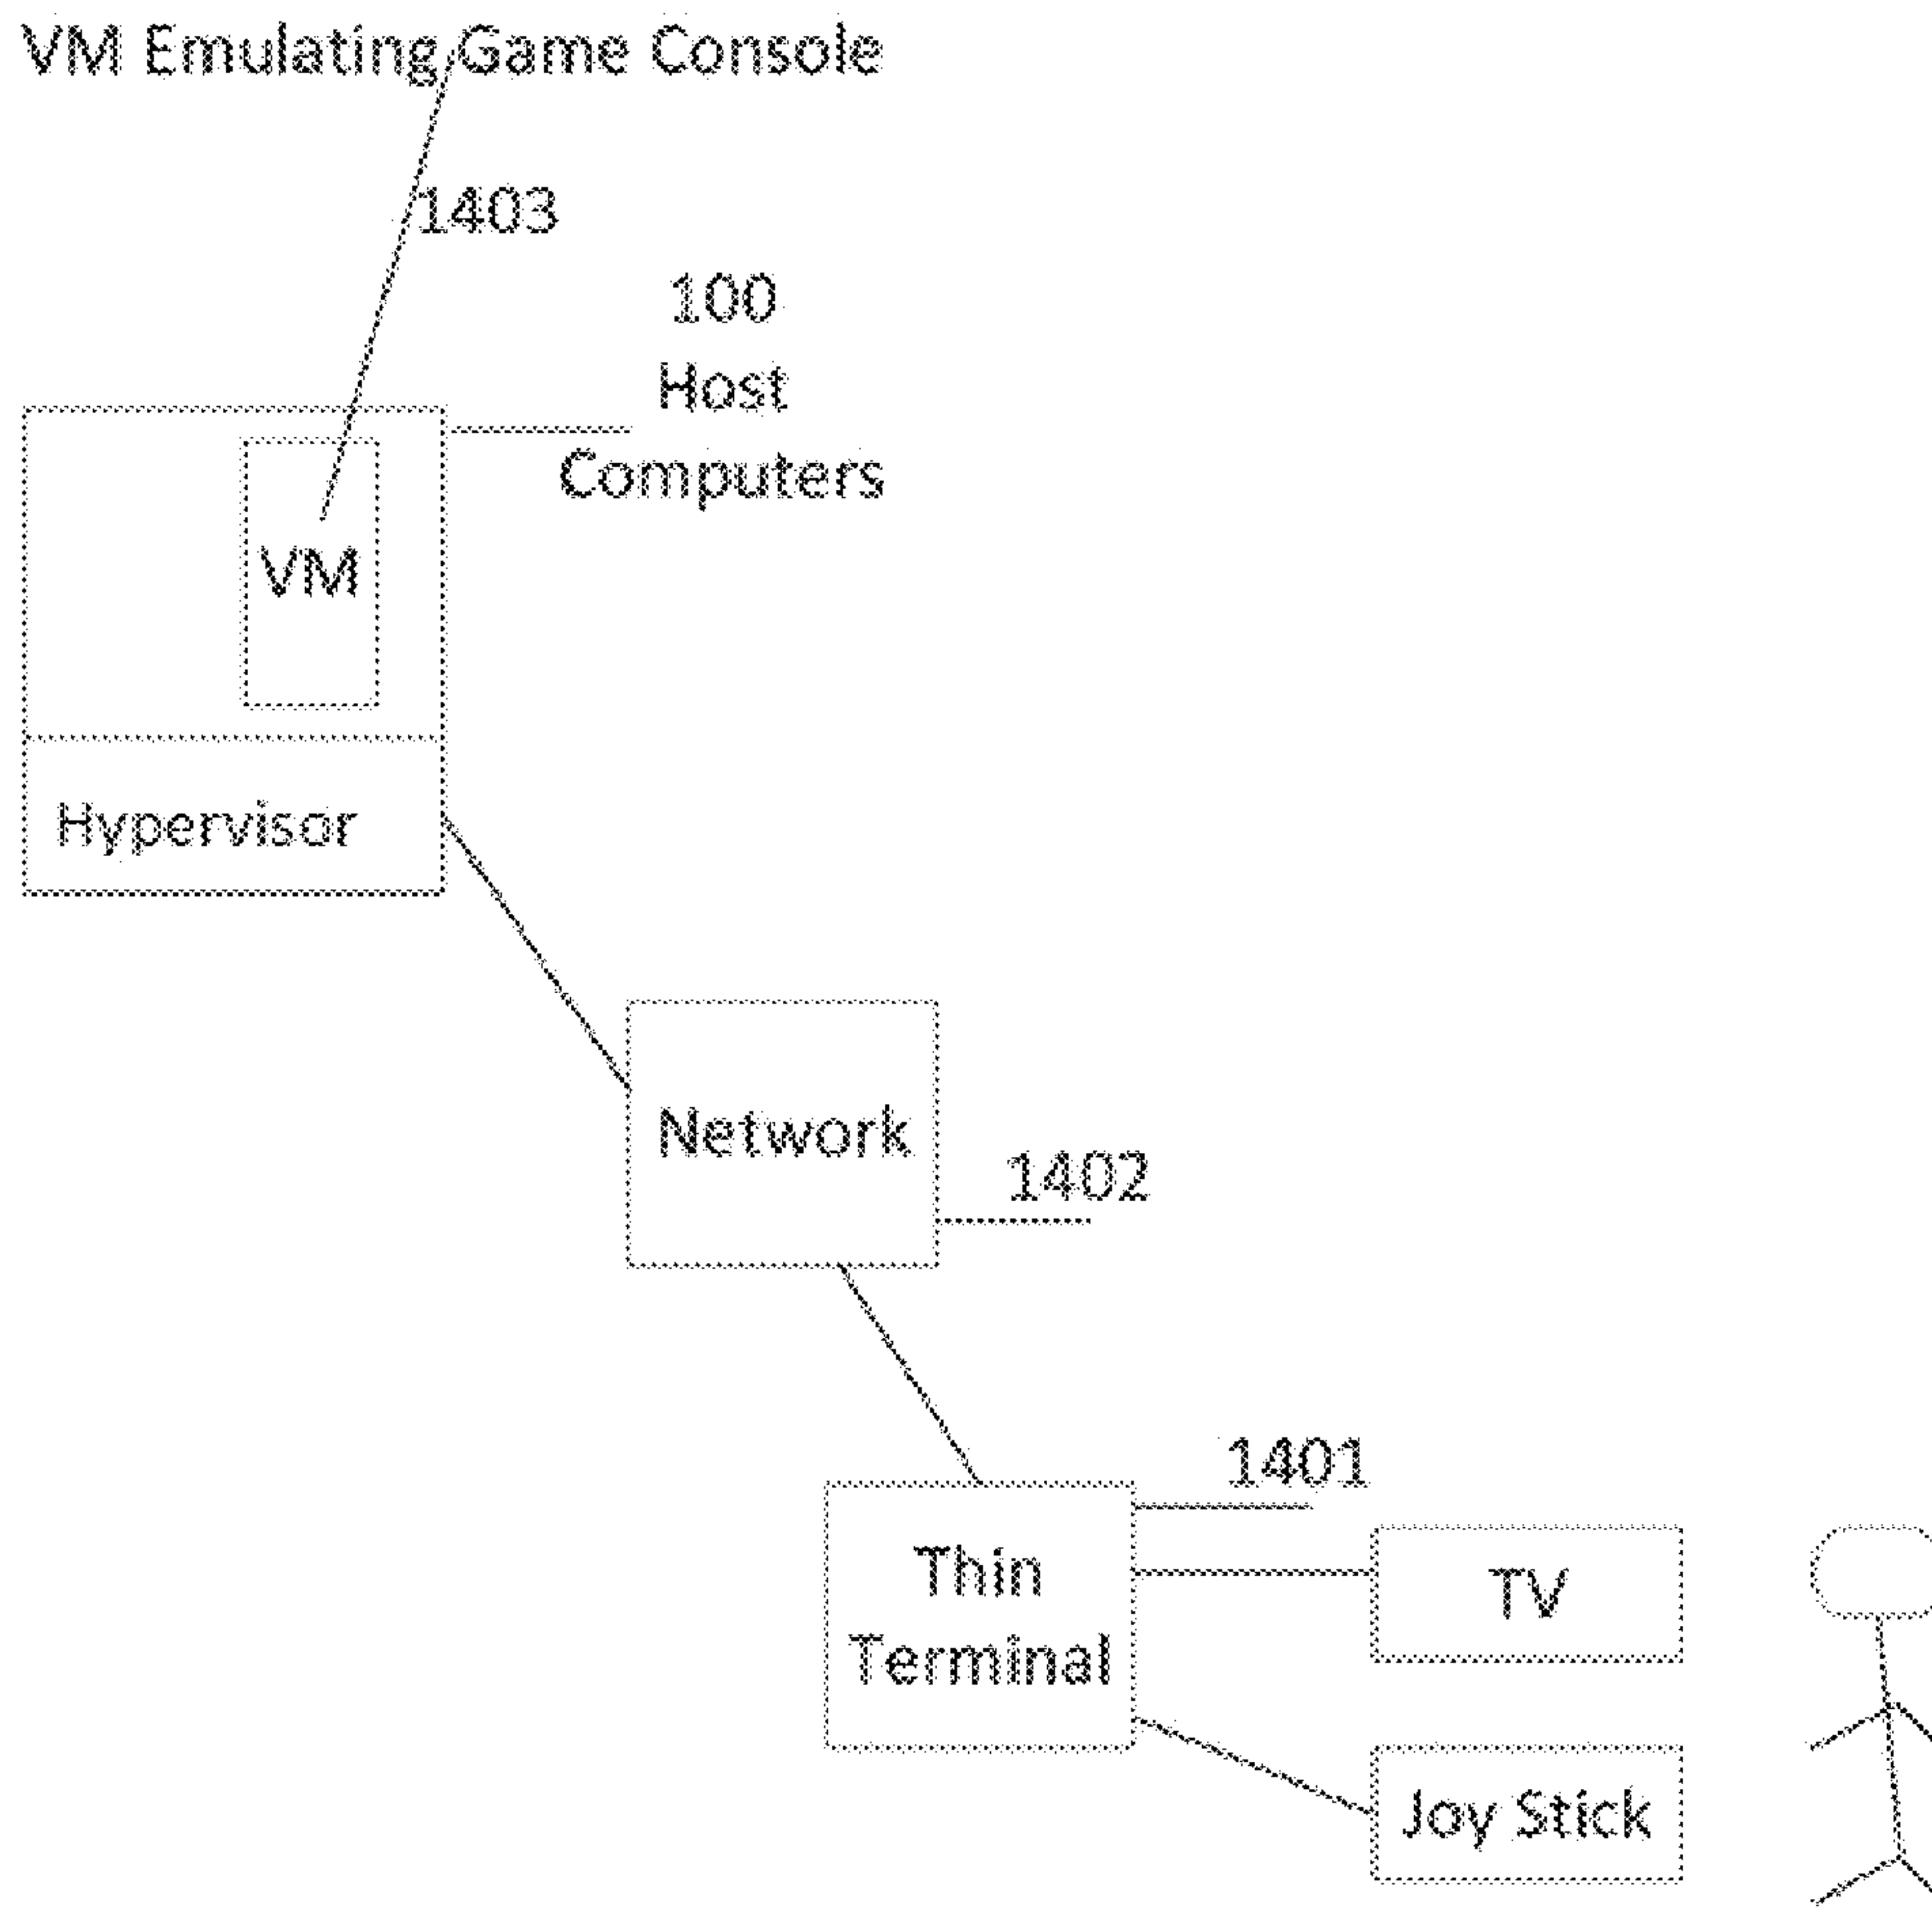 VM Emulating Game Console
1403
100
Host
Computers
VM
Hypervisor
Network
1402
1401
Thin
Terminal
TV
Joy Stick